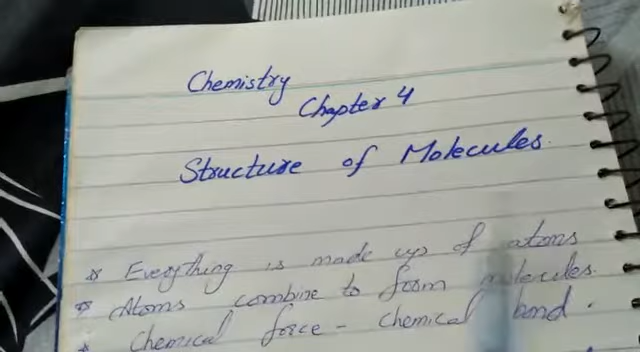 Chemistry
Chapter 4
Structure of Molecules.
* Everything is made up of atoms
* Atoms combine to form molecules.
* Chemical force - chemical bond.